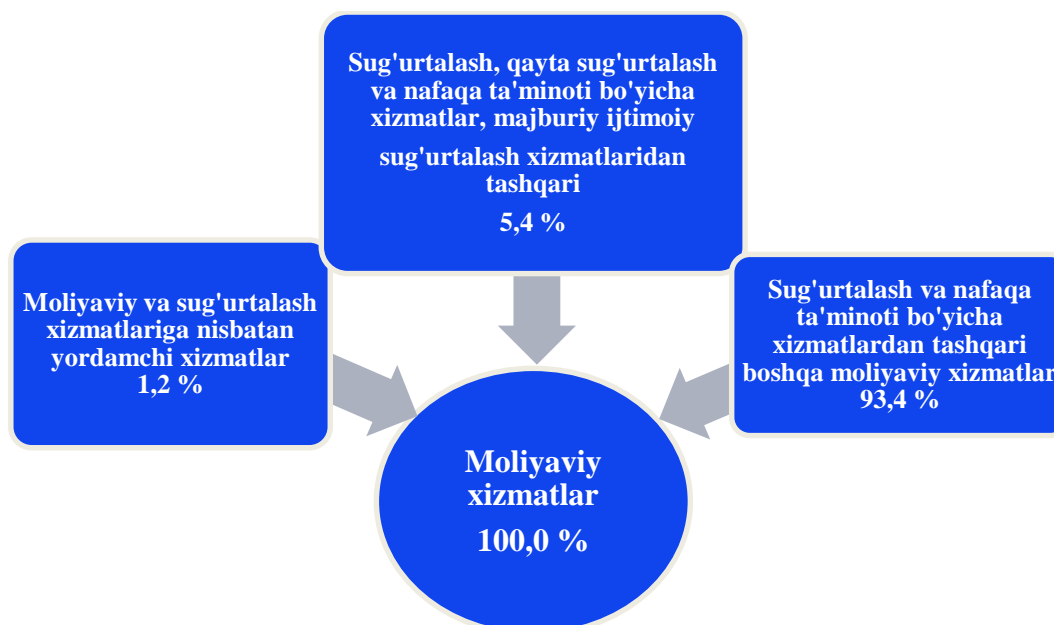 Sug'urtalash, qayta sug'urtalash
va nafaqa ta'minoti bo'yicha
xizmatlar, majburiy ijtimoiy
sug'urtalash xizmatlaridan
tashqari
5,4 %
Moliyaviy va sug'urtalash
xizmatlariga nisbatan
yordamchi xizmatlar
1,2 %
Sug'urtalash va nafaqa
ta'minoti bo'yicha
xizmatlardan tashqari
boshqa moliyaviy xizmatlar
93,4 %
Moliyaviy
xizmatlar
100,0 %